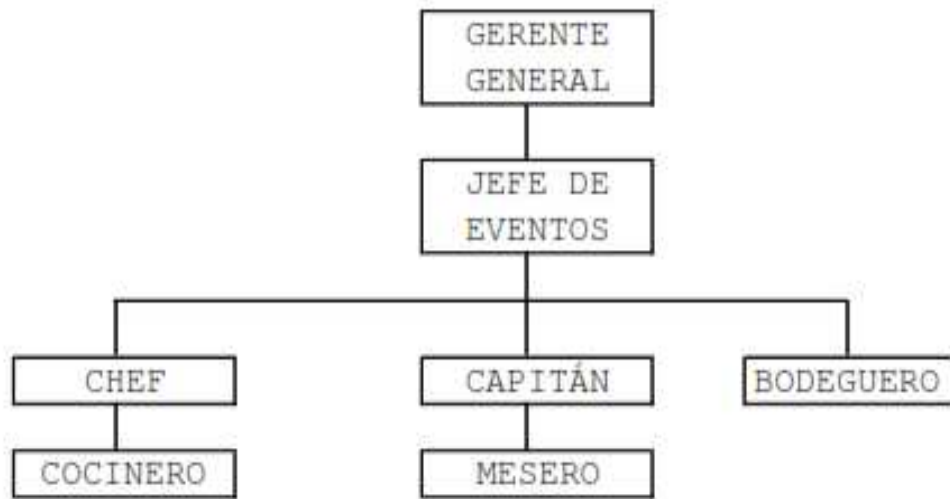 GERENTE
GENERAL
JEFE DE
EVENTOS
CHEF
CAPITÁN
BODEGUERO
COCINERO
MESERO